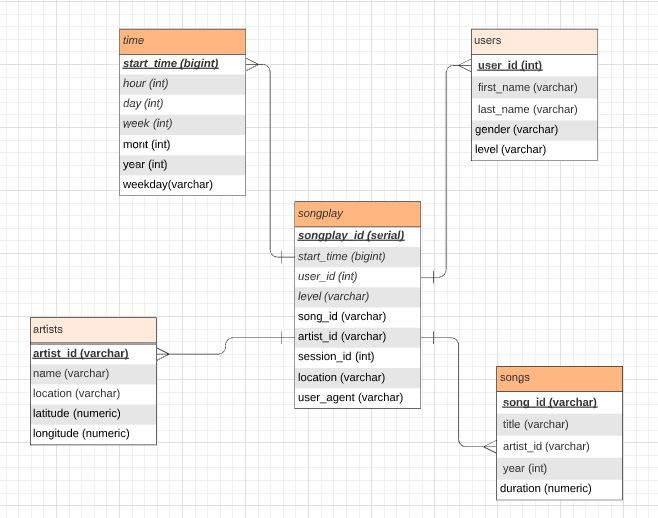 time
start_time (bigint)
hour (int)
day (int)
week (int)
mont (int)
year (int)
weekday(varchar)
users
user_id (int)
first_name (varchar)
last_name (varchar)
gender (varchar)
level (varchar)
songplay
songplay_id (serial)
start_time (bigint)
user_id (int)
level (varchar)
song_id (varchar)
artist_id (varchar)
session_id (int)
location (varchar)
user_agent (varchar)
artists
artist_id (varchar)
name (varchar)
location (varchar)
latitude (numeric)
longitude (numeric)
songs
song_id (varchar)
title (varchar)
artist_id (varchar)
year (int)
duration (numeric)